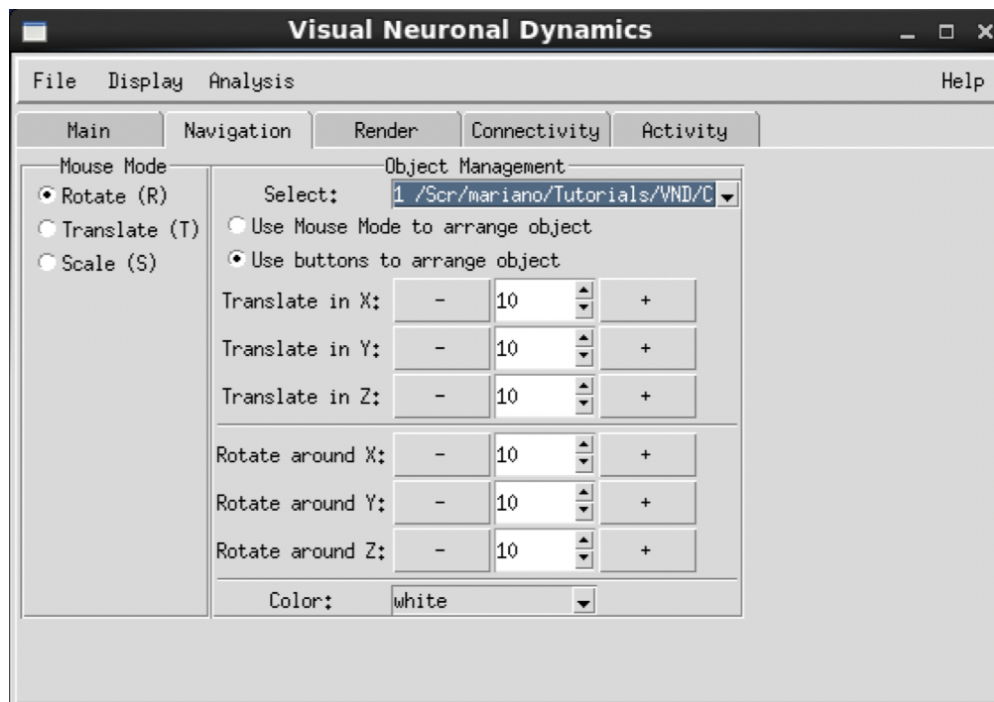 Visual Neuronal Dynamics
File Display Analysis Help
Main Navigation Render Connectivity Activity
Mouse Mode
Rotate (R)
Translate (T)
Scale (S)
Object Management
Select: 1 /Scr/mariano/Tutorials/VND/C
Use Mouse Mode to arrange object
Use buttons to arrange object
Translate in X: - 10 +
Translate in Y: - 10 +
Translate in Z: - 10 +
Rotate around X: - 10 +
Rotate around Y: - 10 +
Rotate around Z: - 10 +
Color: white